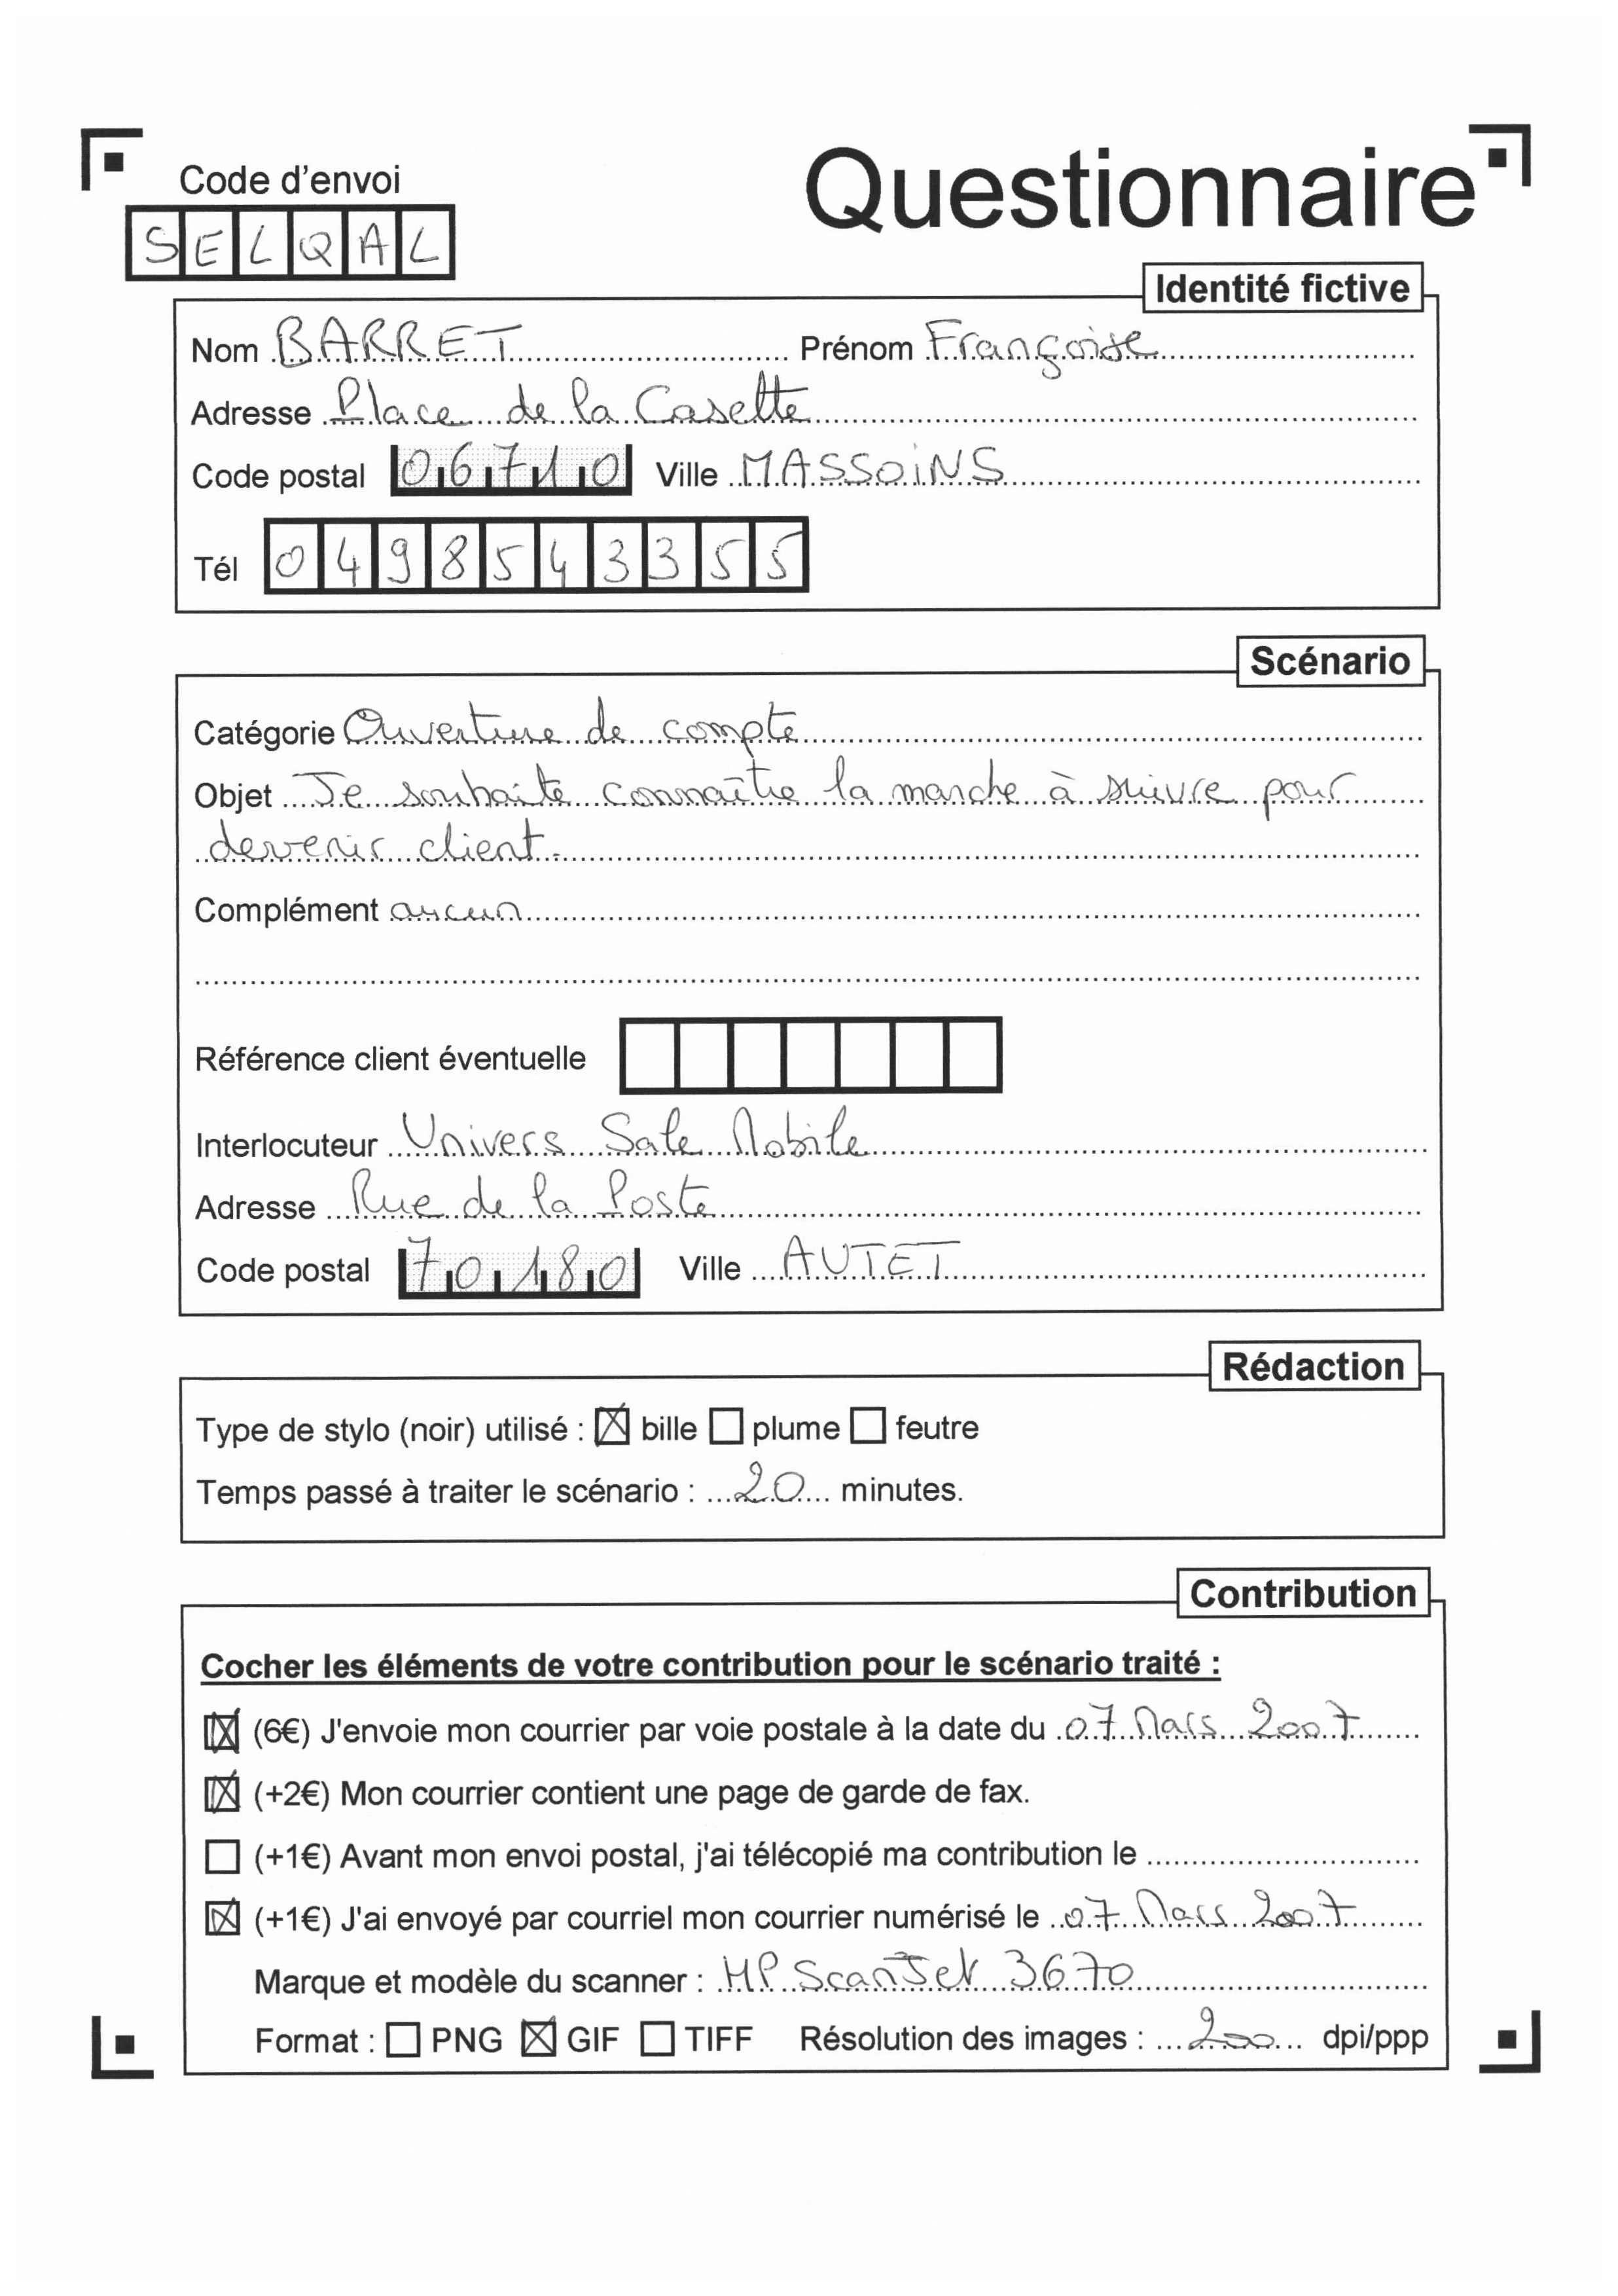 Code d'envoi
Questionnaire
SELQAL
Identité fictive
Nom BARRET Prénom Françoise
Adresse Place de la Casette
Code postal 06710 Ville MASSOiNS
Tél 0498543355
Scénario
Catégorie Ouverture de compte
Objet Je souhaite connaître la marche à suivre pour
devenir client.
Complément aucun
Référence client éventuelle
Interlocuteur Univers Sate Mobile
Adresse Rue de la Poste
Code postal 70180 Ville AUTET
Rédaction
Type de stylo (noir) utilisé : bille plume feutre
Temps passé à traiter le scénario : 20 minutes.
Contribution
Cocher les éléments de votre contribution pour le scénario traité :
(6€) J'envoie mon courrier par voie postale à la date du 07 Mars 2007
(+2€) Mon courrier contient une page de garde de fax.
(+1€) Avant mon envoi postal, j'ai télécopié ma contribution le
(+1€) J'ai envoyé par courriel mon courrier numérisé le 07 Mars 2007
Marque et modèle du scanner : HP ScanJet 3670
Format : PNG GIF TIFF Résolution des images : 200 dpi/ppp